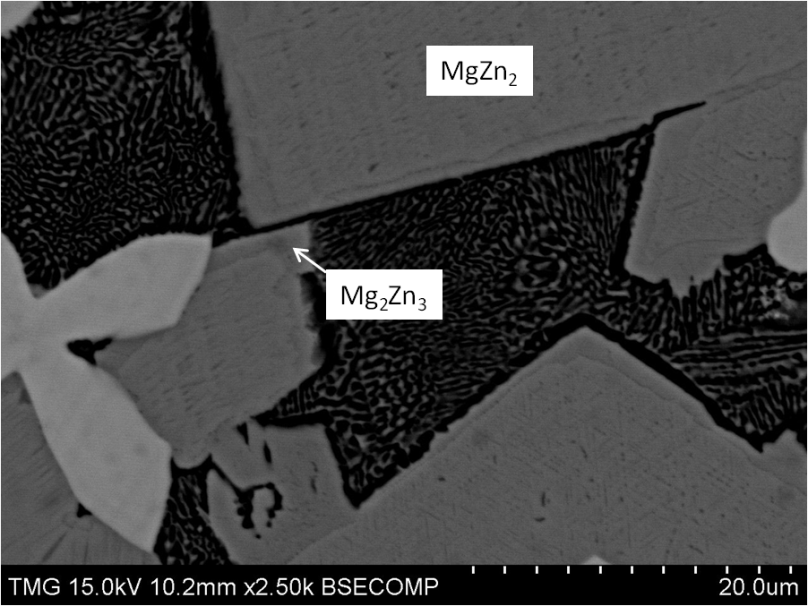 MgZn₂
Mg₂Zn₃
TMG 15.0kV 10.2mm x2.50k BSECOMP 20.0um